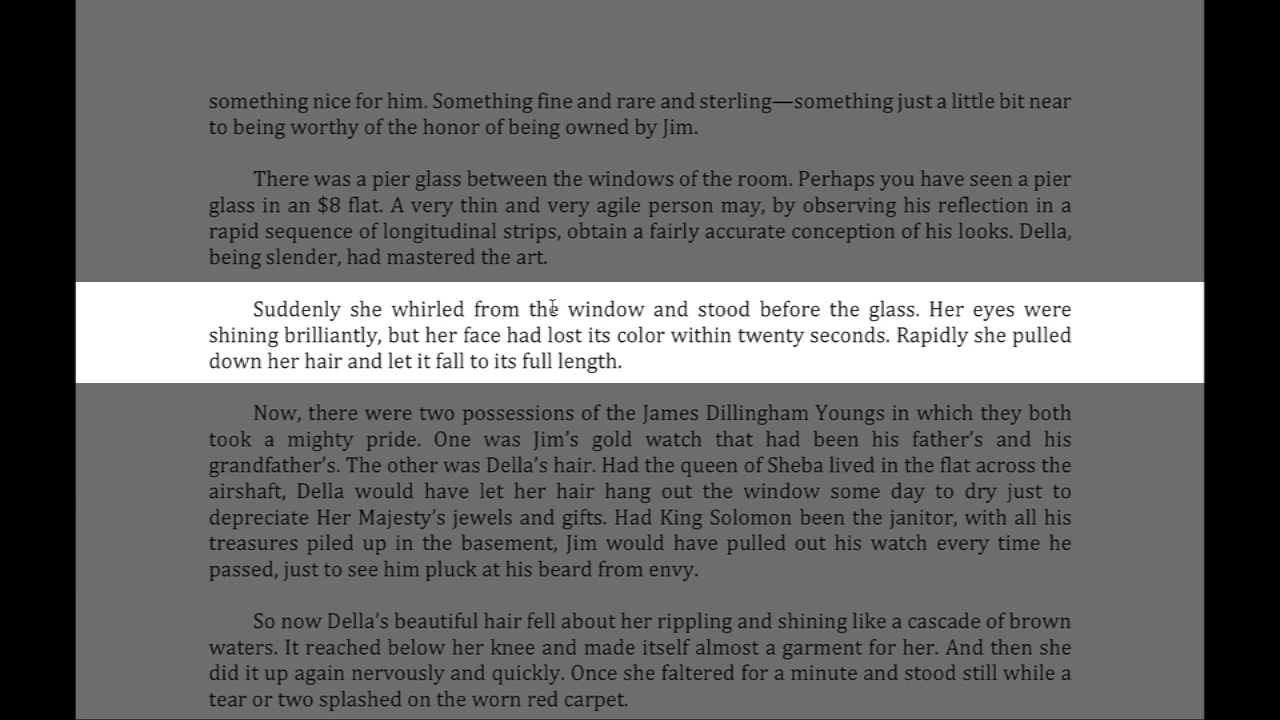 something nice for him. Something fine and rare and sterling—something just a little bit near
to being worthy of the honor of being owned by Jim.
There was a pier glass between the windows of the room. Perhaps you have seen a pier
glass in an $8 flat. A very thin and very agile person may, by observing his reflection in a
rapid sequence of longitudinal strips, obtain a fairly accurate conception of his looks. Della,
being slender, had mastered the art.
Suddenly she whirled from the window and stood before the glass. Her eyes were
shining brilliantly, but her face had lost its color within twenty seconds. Rapidly she pulled
down her hair and let it fall to its full length.
Now, there were two possessions of the James Dillingham Youngs in which they both
took a mighty pride. One was Jim’s gold watch that had been his father’s and his
grandfather’s. The other was Della’s hair. Had the queen of Sheba lived in the flat across the
airshaft, Della would have let her hair hang out the window some day to dry just to
depreciate Her Majesty’s jewels and gifts. Had King Solomon been the janitor, with all his
treasures piled up in the basement, Jim would have pulled out his watch every time he
passed, just to see him pluck at his beard from envy.
So now Della’s beautiful hair fell about her rippling and shining like a cascade of brown
waters. It reached below her knee and made itself almost a garment for her. And then she
did it up again nervously and quickly. Once she faltered for a minute and stood still while a
tear or two splashed on the worn red carpet.